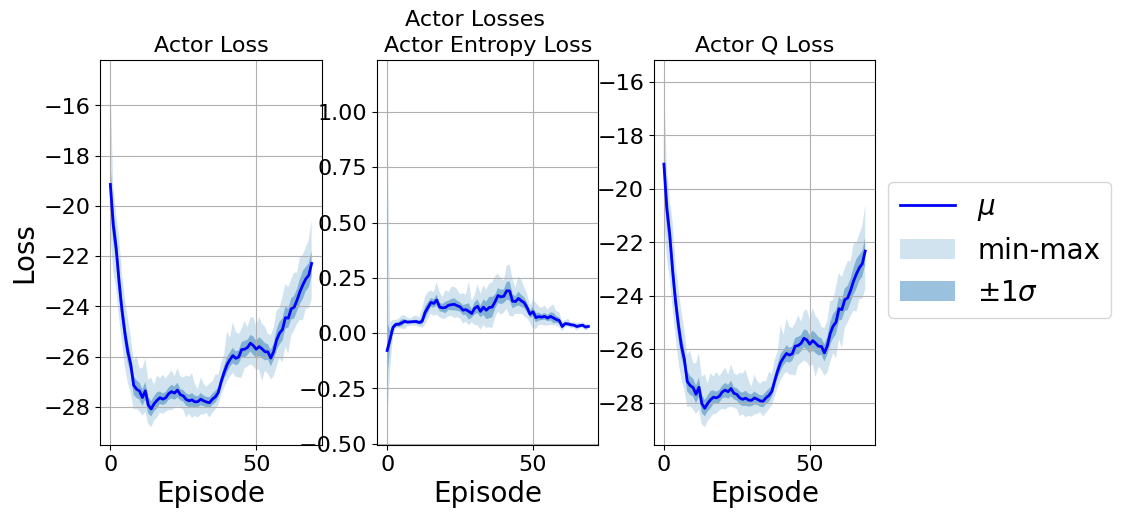 Actor Losses
Actor Loss
Actor Entropy Loss
Actor Q Loss
Loss
−16
−18
−20
−22
−24
−26
−28
0
50
Episode
1.00
0.75
0.50
0.25
0.00
−0.25
−0.50
0
50
Episode
−16
−18
−20
−22
−24
−26
−28
0
50
Episode
μ
min-max
±1σ